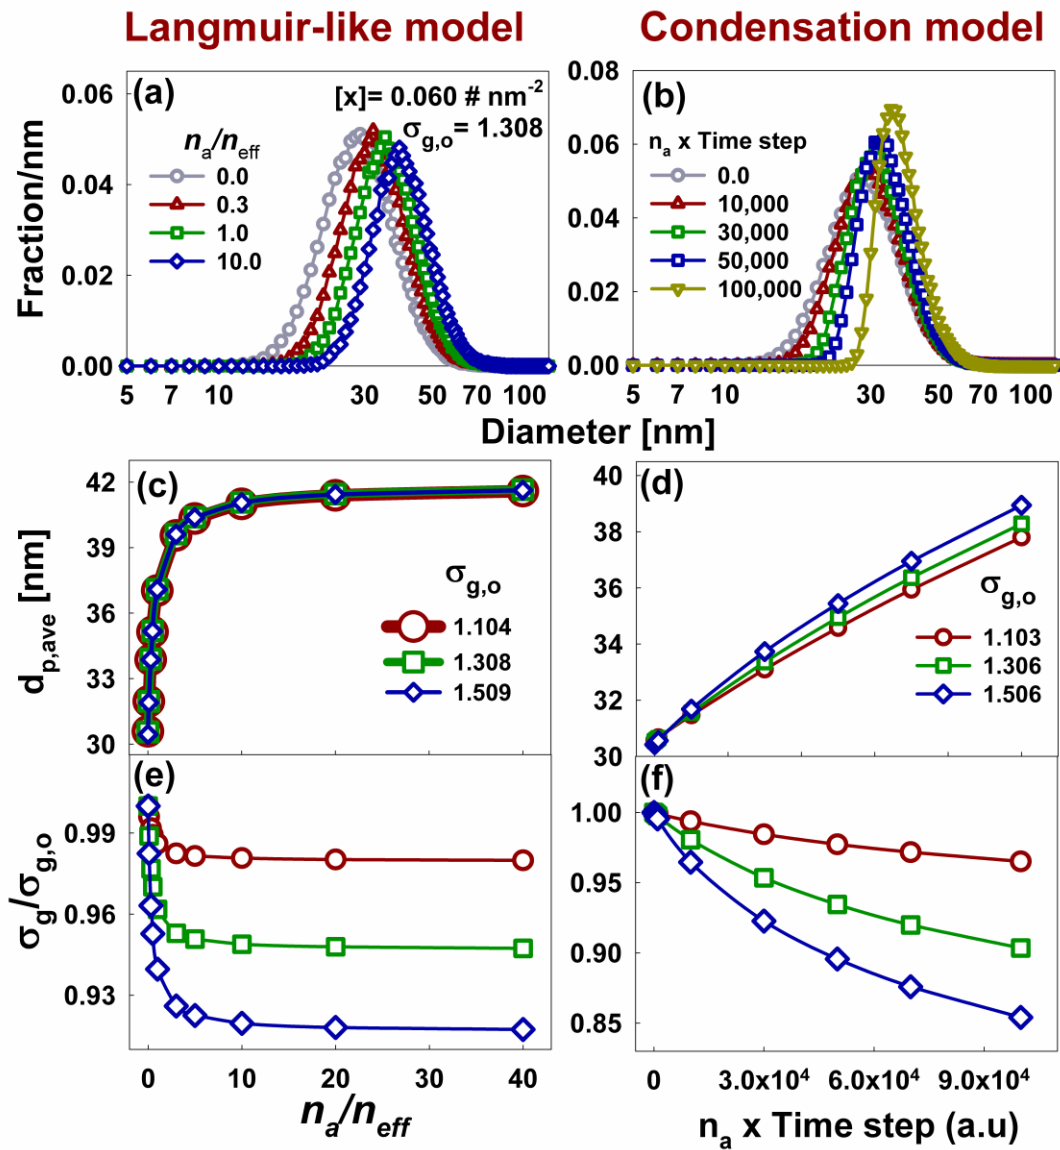 Langmuir-like model
Condensation model
(a)
[x]= 0.060 # nm-2
σg,o= 1.308
na/neff
0.0
0.3
1.0
10.0
0.06
0.04
0.02
0.00
5 7 10 30 50 100
Fraction/nm
(b)
na x Time step
0.0
10,000
30,000
50,000
100,000
0.08
0.06
0.04
0.02
0.00
5 7 10 30 50 100
Diameter [nm]
(c)
42
39
36
33
30
dp,ave [nm]
σg,o
1.104
1.308
1.509
(d)
40
38
36
34
32
30
σg,o
1.103
1.306
1.506
(e)
0.99
0.96
0.93
σg/σg,o
0 10 20 30 40
na/neff
(f)
1.00
0.95
0.90
0.85
0 3.0x104 6.0x104 9.0x104
na x Time step (a.u)